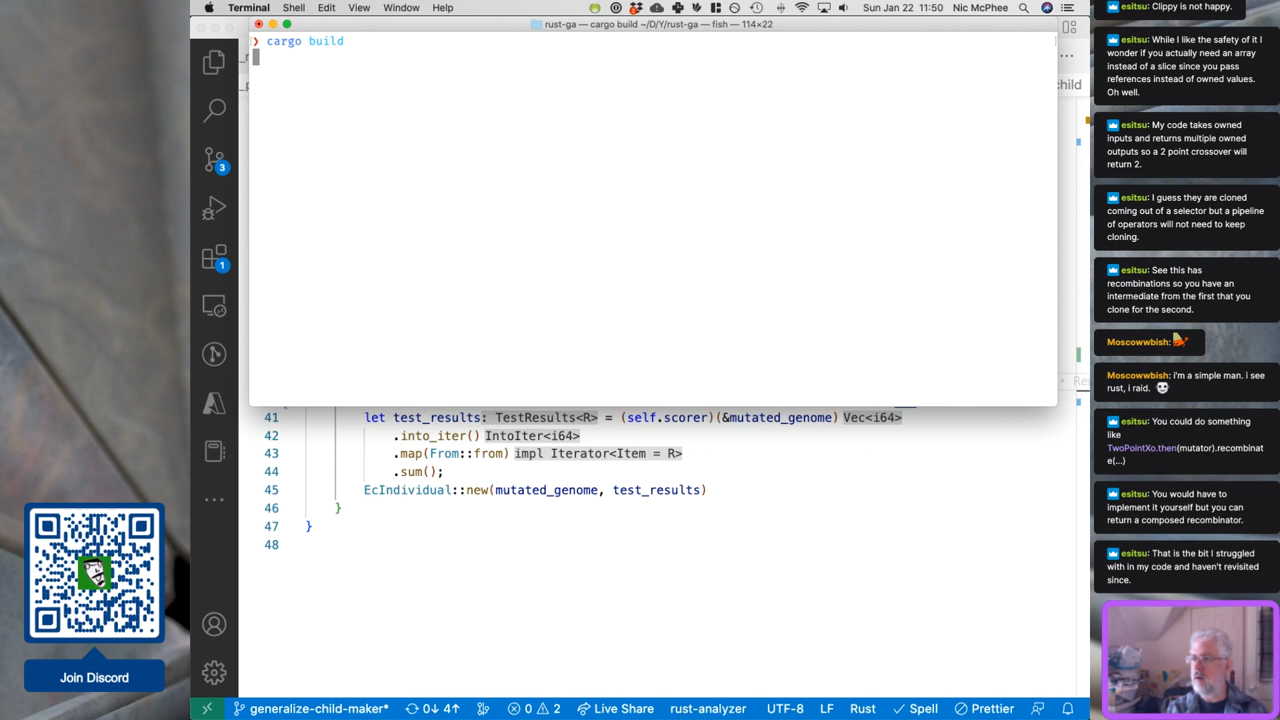 Terminal Shell Edit View Window Help
Sun Jan 22 11:50 Nic McPhee
rust-ga — cargo build ~/D/Y/rust-ga — fish — 114×22
❯ cargo build
child
3
1
41 let test_results: TestResults<R> = (self.scorer)(&mutated_genome) Vec<i64>
42 .into_iter() IntoIter<i64>
43 .map(From::from) impl Iterator<Item = R>
44 .sum();
45 EcIndividual::new(mutated_genome, test_results)
46 }
47 }
48
generalize-child-maker* 0↓ 4↑ 0 2 Live Share rust-analyzer UTF-8 LF Rust Spell Prettier
Join Discord
esitsu: Clippy is not happy.
esitsu: While I like the safety of it I
wonder if you actually need an array
instead of a slice since you pass
references instead of owned values.
Oh well.
esitsu: My code takes owned
inputs and returns multiple owned
outputs so a 2 point crossover will
return 2.
esitsu: I guess they are cloned
coming out of a selector but a pipeline
of operators will not need to keep
cloning.
esitsu: See this has
recombinations so you have an
intermediate from the first that you
clone for the second.
Moscowwbish:
Moscowwbish: i'm a simple man. i see
rust, i raid.
esitsu: You could do something
like
TwoPointXo.then(mutator).recombinat
e(...)
esitsu: You would have to
implement it yourself but you can
return a composed recombinator.
esitsu: That is the bit I struggled
with in my code and haven't revisited
since.